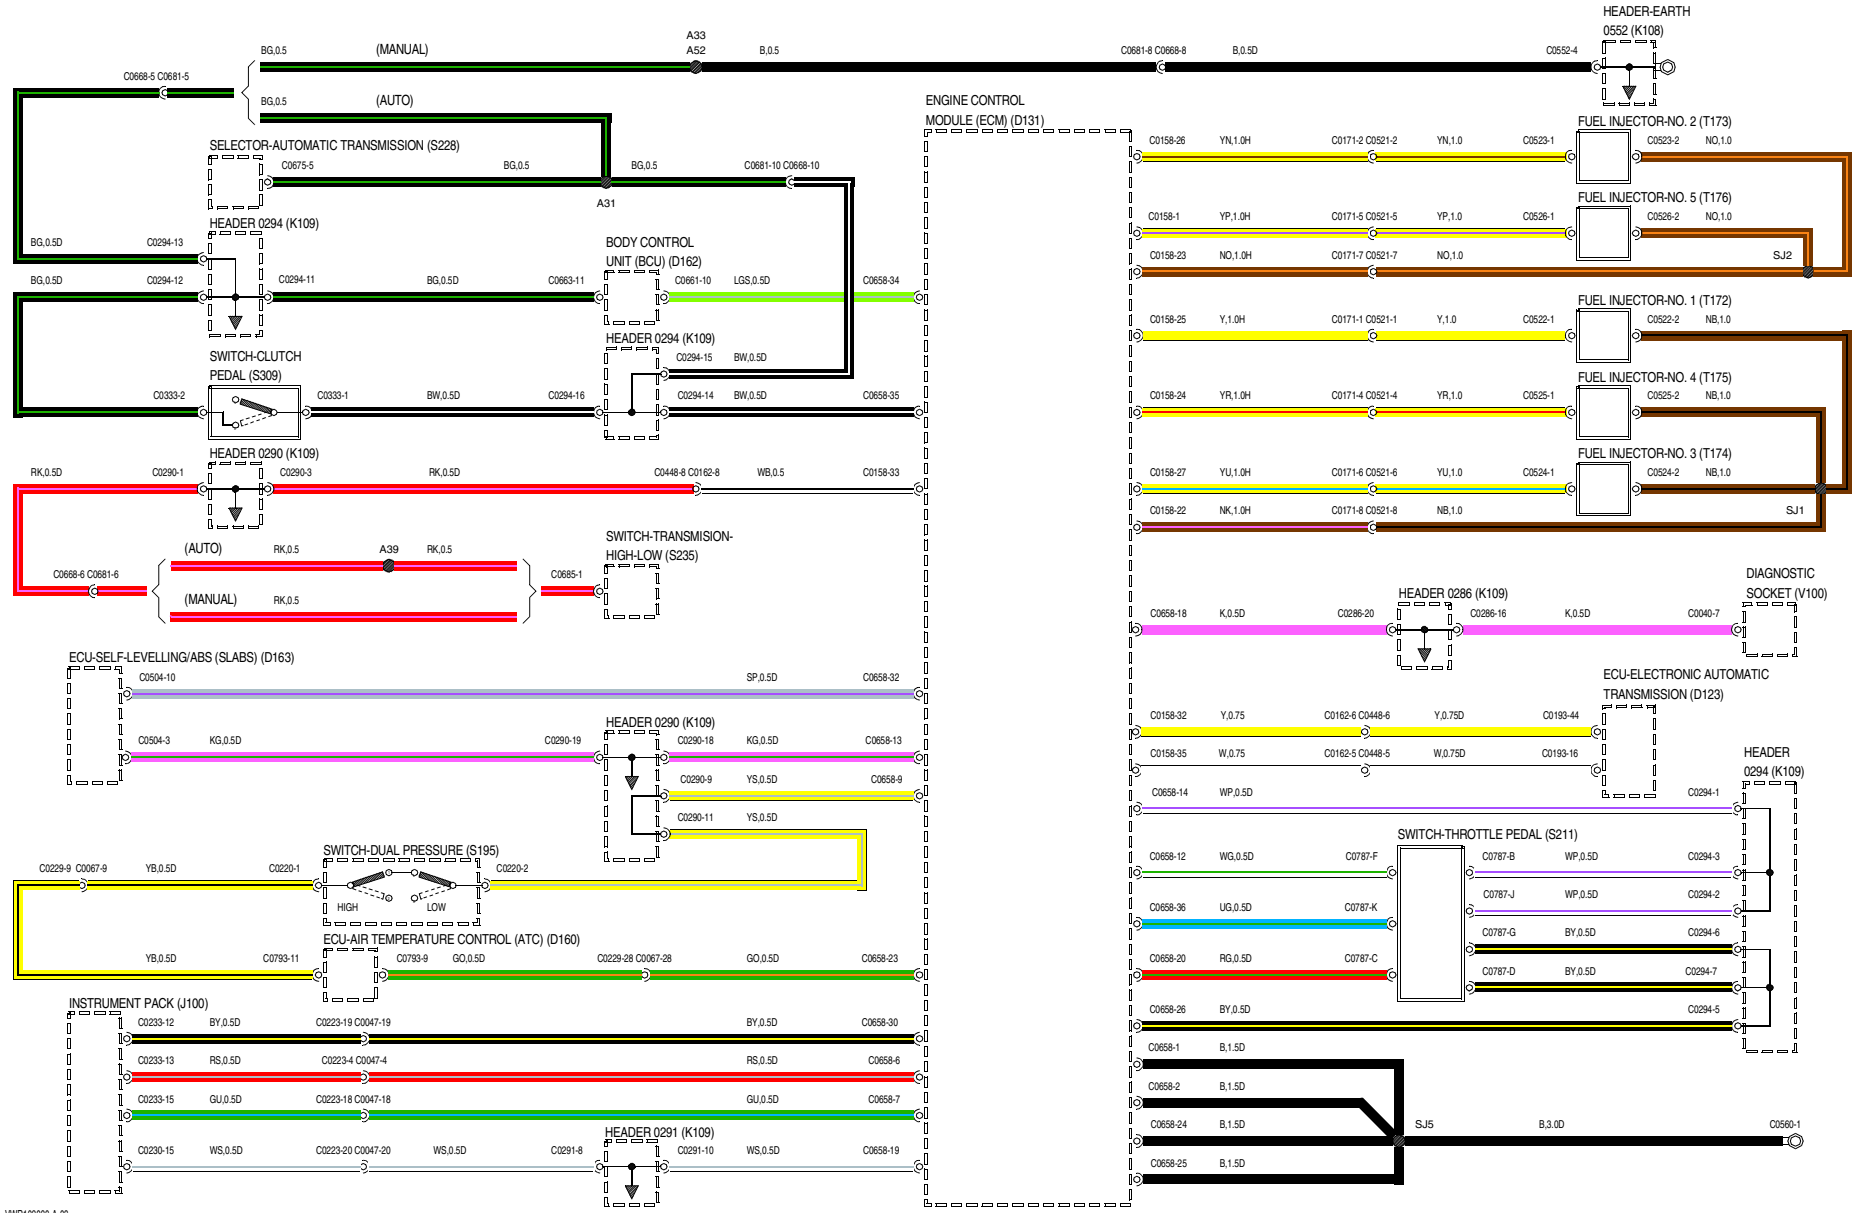 HEADER-EARTH
0552 (K108)
A33
BG,0.5
(MANUAL)
A52
B,0.5
C0681-8 C0668-8
B,0.5D
C0552-4
C0668-5 C0681-5
BG,0.5
(AUTO)
ENGINE CONTROL
MODULE (ECM) (D131)
FUEL INJECTOR-NO. 2 (T173)
C0158-26
YN,1.0H
C0171-2 C0521-2
YN,1.0
C0523-1
C0523-2
NO,1.0
SELECTOR-AUTOMATIC TRANSMISSION (S228)
C0675-5
BG,0.5
BG,0.5
C0681-10 C0668-10
A31
FUEL INJECTOR-NO. 5 (T176)
C0158-1
YP,1.0H
C0171-5 C0521-5
YP,1.0
C0526-1
C0526-2
NO,1.0
HEADER 0294 (K109)
BG,0.5D
C0294-13
BODY CONTROL
UNIT (BCU) (D162)
C0158-23
NO,1.0H
C0171-7 C0521-7
NO,1.0
SJ2
BG,0.5D
C0294-12
C0294-11
BG,0.5D
C0663-11
C0661-10
LGS,0.5D
C0658-34
FUEL INJECTOR-NO. 1 (T172)
C0158-25
Y,1.0H
C0171-1 C0521-1
Y,1.0
C0522-1
C0522-2
NB,1.0
HEADER 0294 (K109)
SWITCH-CLUTCH
PEDAL (S309)
C0294-15
BW,0.5D
FUEL INJECTOR-NO. 4 (T175)
C0333-2
C0333-1
BW,0.5D
C0294-16
C0294-14
BW,0.5D
C0658-35
C0158-24
YR,1.0H
C0171-4 C0521-4
YR,1.0
C0525-1
C0525-2
NB,1.0
HEADER 0290 (K109)
FUEL INJECTOR-NO. 3 (T174)
RK,0.5D
C0290-1
C0290-3
RK,0.5D
C0448-8 C0162-8
WB,0.5
C0158-33
C0158-27
YU,1.0H
C0171-6 C0521-6
YU,1.0
C0524-1
C0524-2
NB,1.0
C0158-22
NK,1.0H
C0171-8 C0521-8
NB,1.0
SJ1
SWITCH-TRANSMISION-
HIGH-LOW (S235)
(AUTO)
RK,0.5
A39
RK,0.5
C0668-6 C0681-6
C0685-1
(MANUAL)
RK,0.5
DIAGNOSTIC
SOCKET (V100)
HEADER 0286 (K109)
C0658-18
K,0.5D
C0286-20
C0286-16
K,0.5D
C0040-7
ECU-SELF-LEVELLING/ABS (SLABS) (D163)
C0504-10
SP,0.5D
C0658-32
ECU-ELECTRONIC AUTOMATIC
TRANSMISSION (D123)
HEADER 0290 (K109)
C0158-32
Y,0.75
C0162-6 C0448-6
Y,0.75D
C0193-44
C0504-3
KG,0.5D
C0290-19
C0290-18
KG,0.5D
C0658-13
C0158-35
W,0.75
C0162-5 C0448-5
W,0.75D
C0193-16
HEADER
0294 (K109)
C0290-9
YS,0.5D
C0658-9
C0658-14
WP,0.5D
C0294-1
C0290-11
YS,0.5D
SWITCH-THROTTLE PEDAL (S211)
SWITCH-DUAL PRESSURE (S195)
C0658-12
WG,0.5D
C0787-F
C0787-B
WP,0.5D
C0294-3
C0229-9 C0067-9
YB,0.5D
C0220-1
C0220-2
HIGH
LOW
C0787-J
WP,0.5D
C0294-2
C0658-36
UG,0.5D
C0787-K
C0787-G
BY,0.5D
C0294-6
ECU-AIR TEMPERATURE CONTROL (ATC) (D160)
YB,0.5D
C0793-11
C0793-9
GO,0.5D
C0229-28 C0067-28
GO,0.5D
C0658-23
C0658-20
RG,0.5D
C0787-C
C0787-D
BY,0.5D
C0294-7
INSTRUMENT PACK (J100)
C0658-26
BY,0.5D
C0294-5
C0233-12
BY,0.5D
C0223-19 C0047-19
BY,0.5D
C0658-30
C0658-1
B,1.5D
C0233-13
RS,0.5D
C0223-4 C0047-4
RS,0.5D
C0658-6
C0658-2
B,1.5D
C0233-15
GU,0.5D
C0223-18 C0047-18
GU,0.5D
C0658-7
C0658-24
B,1.5D
SJ5
B,3.0D
C0560-1
HEADER 0291 (K109)
C0230-15
WS,0.5D
C0223-20 C0047-20
WS,0.5D
C0291-8
C0291-10
WS,0.5D
C0658-19
C0658-25
B,1.5D